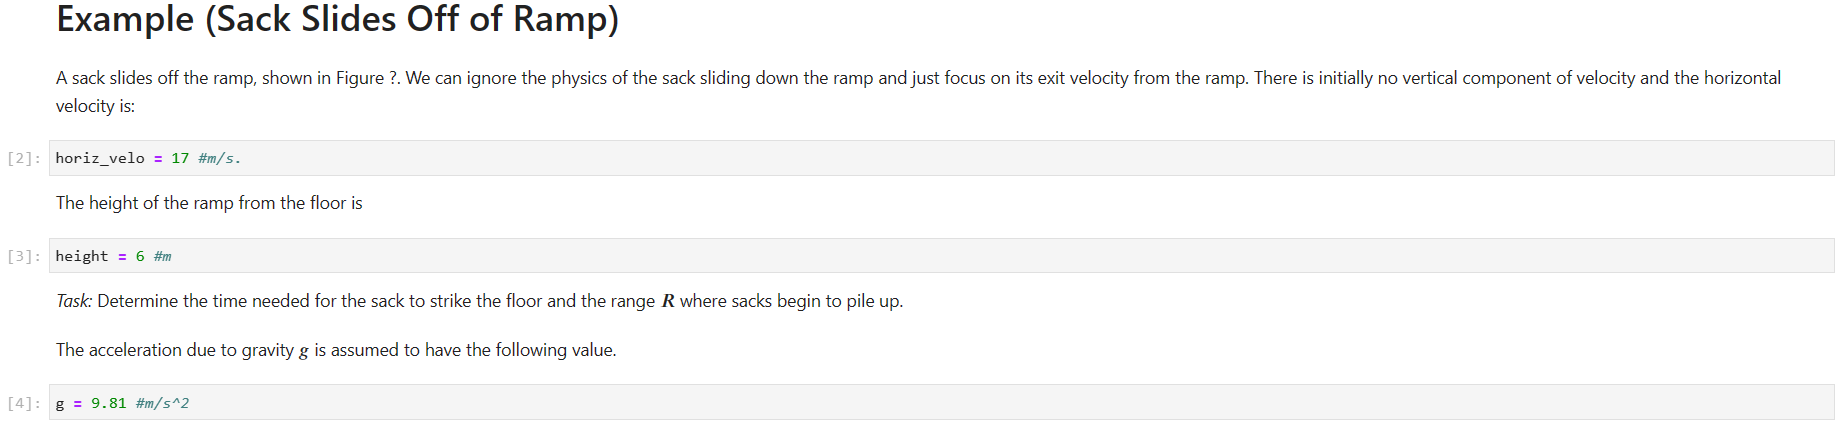 Example (Sack Slides Off of Ramp)
A sack slides off the ramp, shown in Figure ?. We can ignore the physics of the sack sliding down the ramp and just focus on its exit velocity from the ramp. There is initially no vertical component of velocity and the horizontal
velocity is:
[2]: horiz_velo = 17 #m/s.
The height of the ramp from the floor is
[3]: height = 6 #m
Task: Determine the time needed for the sack to strike the floor and the range R where sacks begin to pile up.
The acceleration due to gravity g is assumed to have the following value.
[4]: g = 9.81 #m/s^2